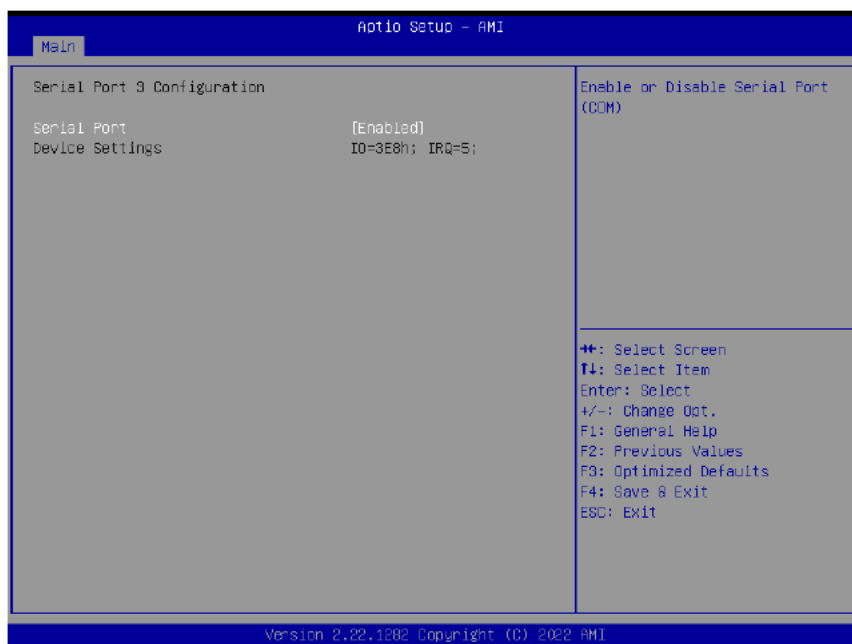 Aptio Setup – AMI
Main
Serial Port 3 Configuration
Serial Port [Enabled]
Device Settings IO=3E8h; IRQ=5;
Enable or Disable Serial Port
(COM)
→←: Select Screen
↑↓: Select Item
Enter: Select
+/-: Change Opt.
F1: General Help
F2: Previous Values
F3: Optimized Defaults
F4: Save & Exit
ESC: Exit
Version 2.22.1282 Copyright (C) 2022 AMI